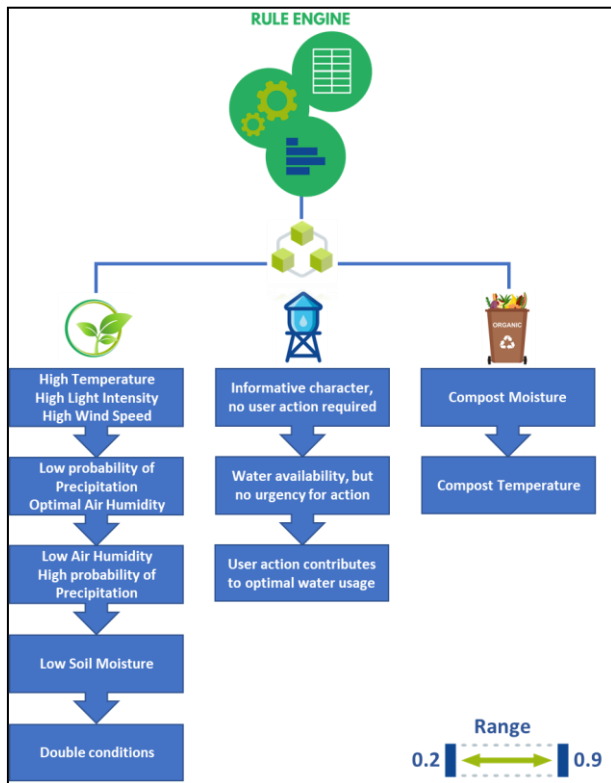 RULE ENGINE
ORGANIC
High Temperature
High Light Intensity
High Wind Speed
Low probability of
Precipitation
Optimal Air Humidity
Low Air Humidity
High probability of
Precipitation
Low Soil Moisture
Double conditions
Informative character,
no user action required
Water availability, but
no urgency for action
User action contributes
to optimal water usage
Compost Moisture
Compost Temperature
Range
0.2 0.9